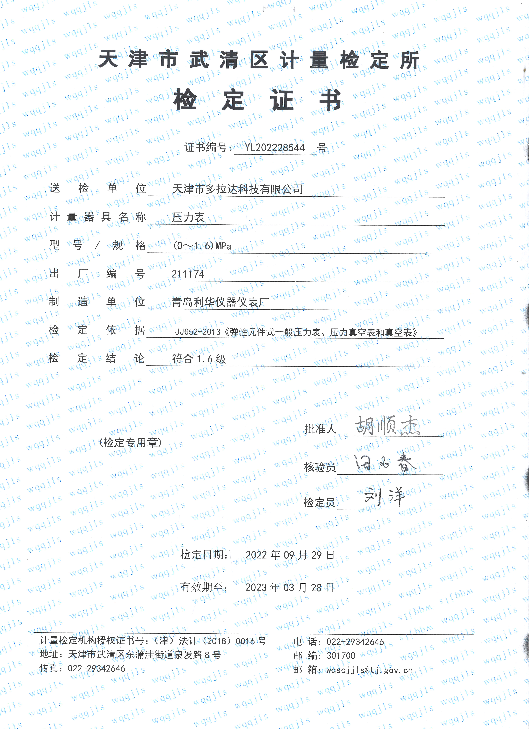 天津市武清区计量检定所
检定证书
证书编号: YL202228544 号
送检单位 天津市多拉达科技有限公司
计量器具名称 压力表
型号/规格 (0～1.6)MPa
出厂编号 211174
制造单位 青岛利华仪器仪表厂
检定依据 JJG52-2013《弹性元件式一般压力表、压力真空表和真空表》
检定结论 符合1.6级
批准人 胡顺杰
(检定专用章)
核验员
检定员 刘洋
检定日期: 2022年09月29日
有效期至: 2023年03月28日
计量检定机构授权证书号:(津)法计(2018)0016号 电话: 022-29342646
地址: 天津市武清区东蒲洼街道泉发路8号 邮编: 301700
传真: 022-29342646 邮箱: wqsqjjls@tj.gov.cn
wqqjls